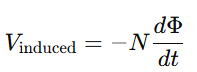 V_induced = −N dΦ/dt